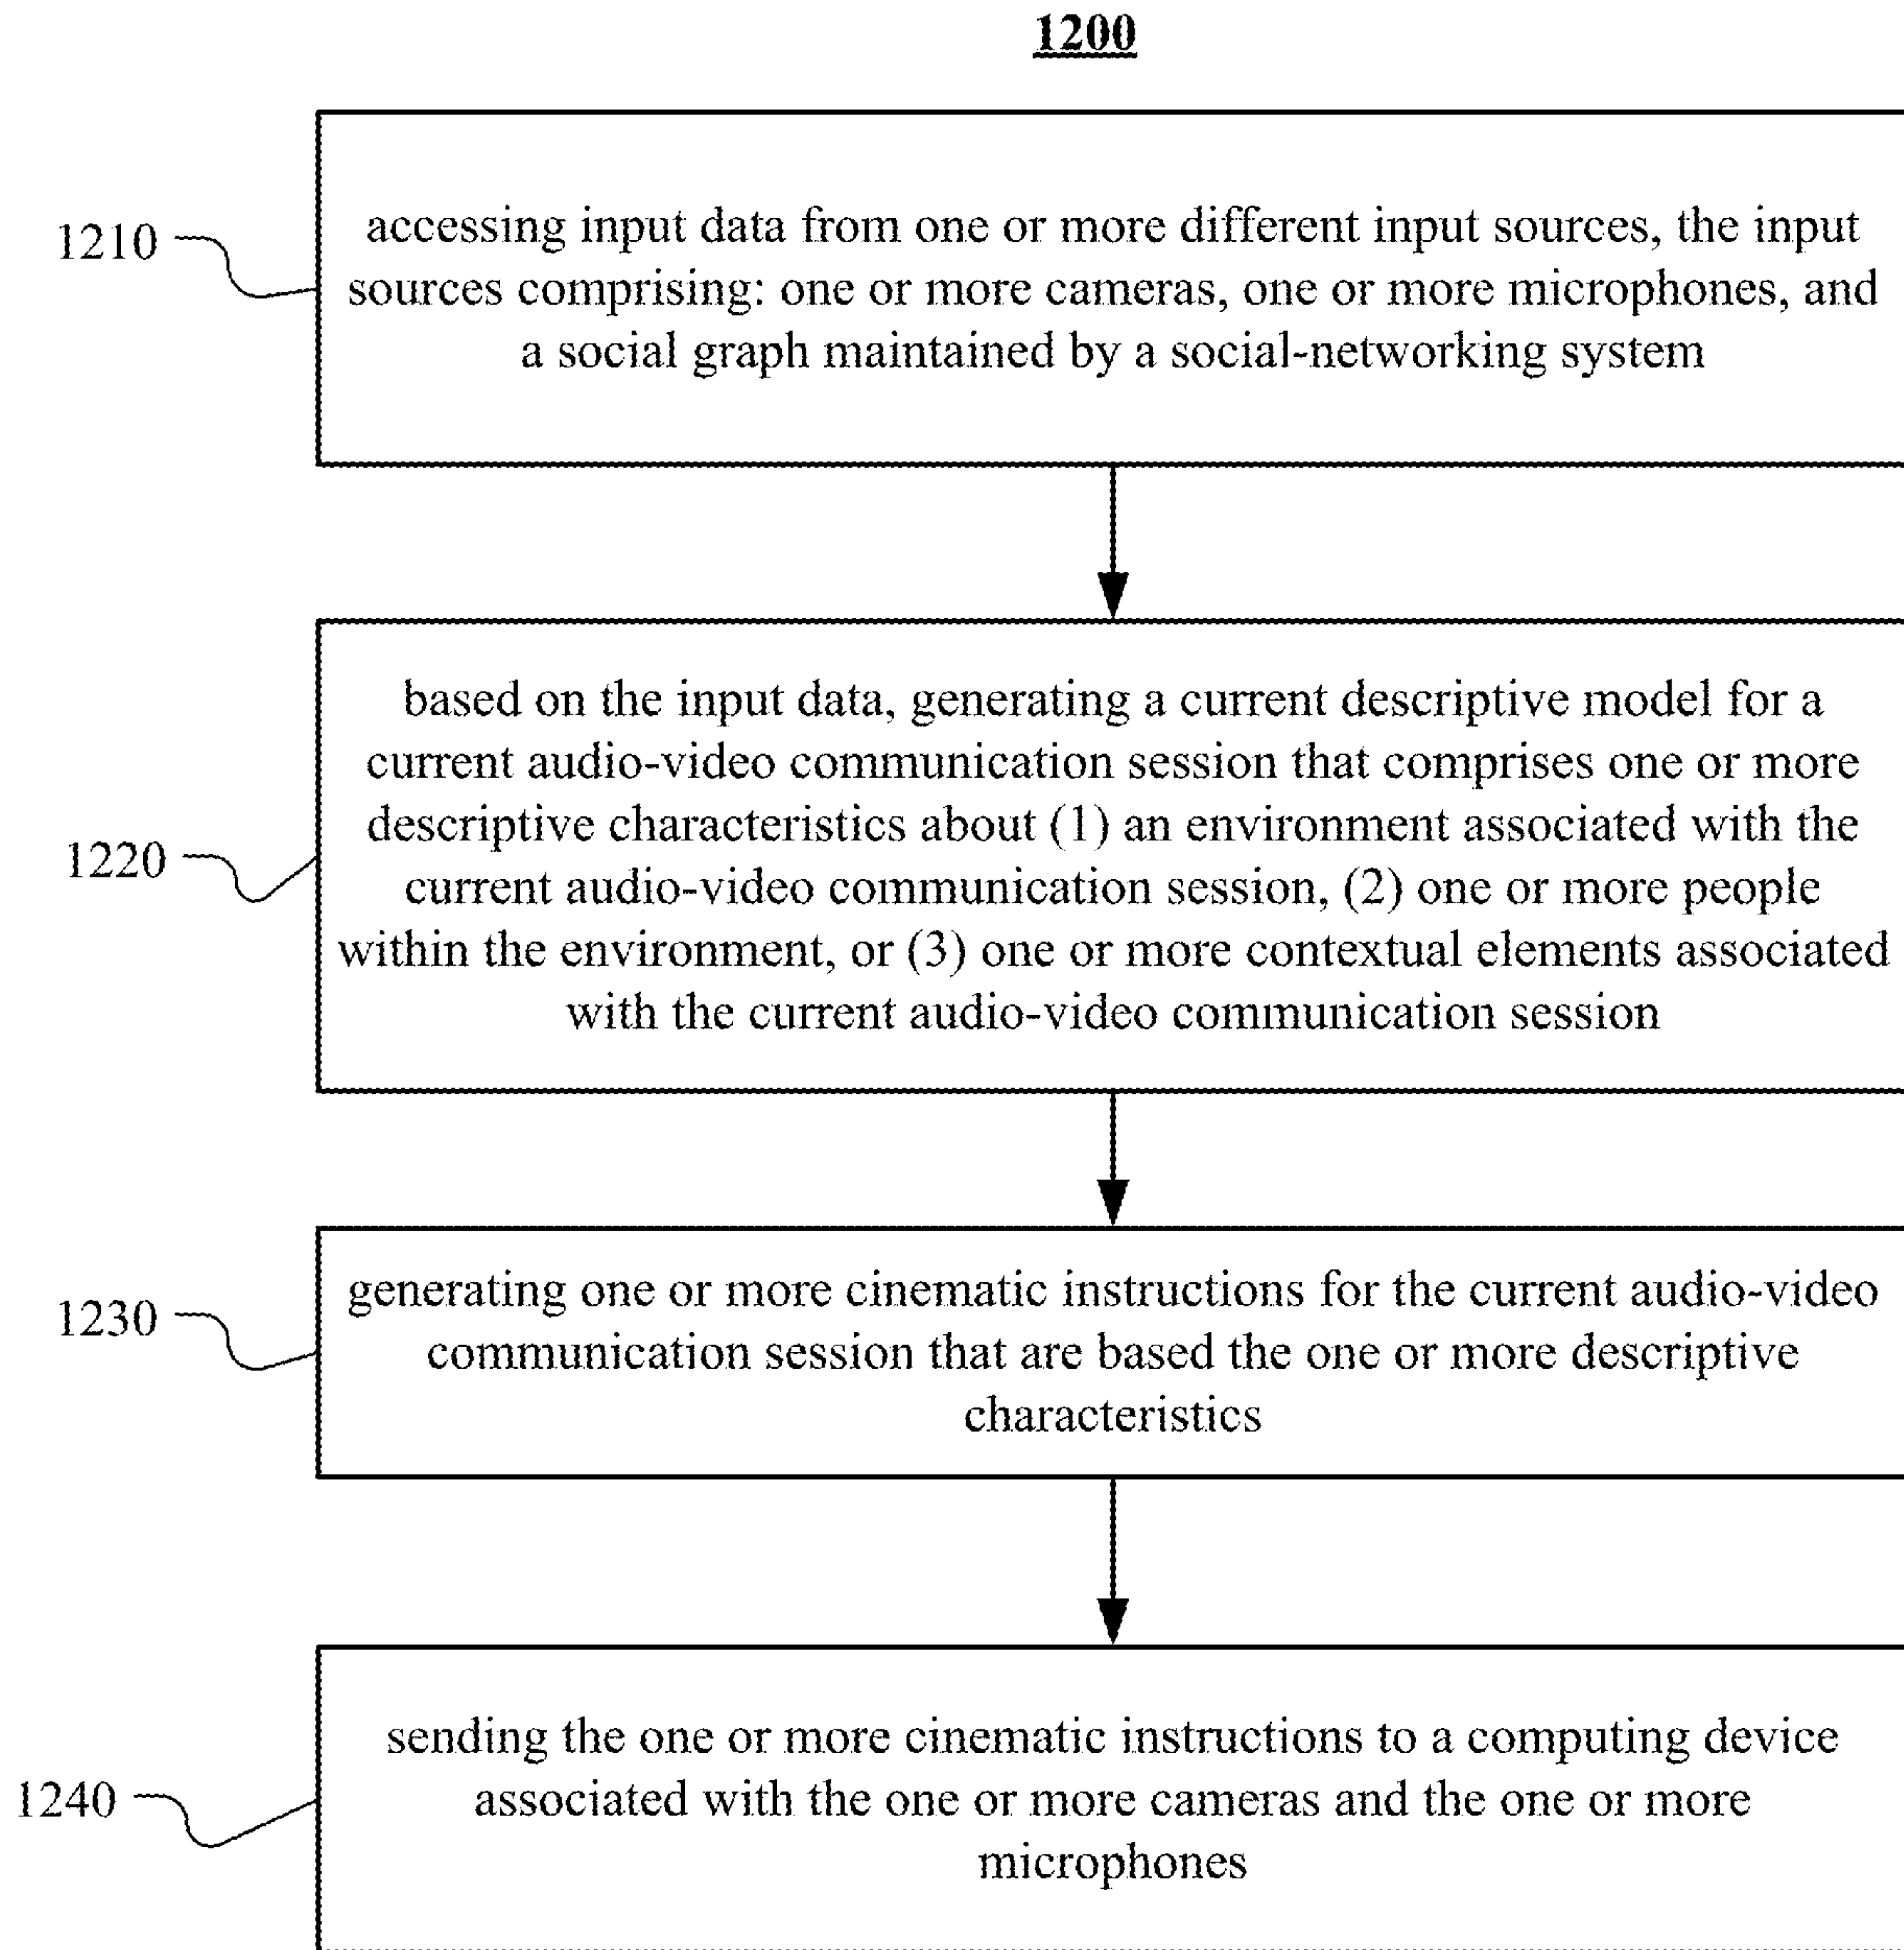 1200
1210
accessing input data from one or more different input sources, the input
sources comprising: one or more cameras, one or more microphones, and
a social graph maintained by a social-networking system
1220
based on the input data, generating a current descriptive model for a
current audio-video communication session that comprises one or more
descriptive characteristics about (1) an environment associated with the
current audio-video communication session, (2) one or more people
within the environment, or (3) one or more contextual elements associated
with the current audio-video communication session
1230
generating one or more cinematic instructions for the current audio-video
communication session that are based the one or more descriptive
characteristics
1240
sending the one or more cinematic instructions to a computing device
associated with the one or more cameras and the one or more
microphones